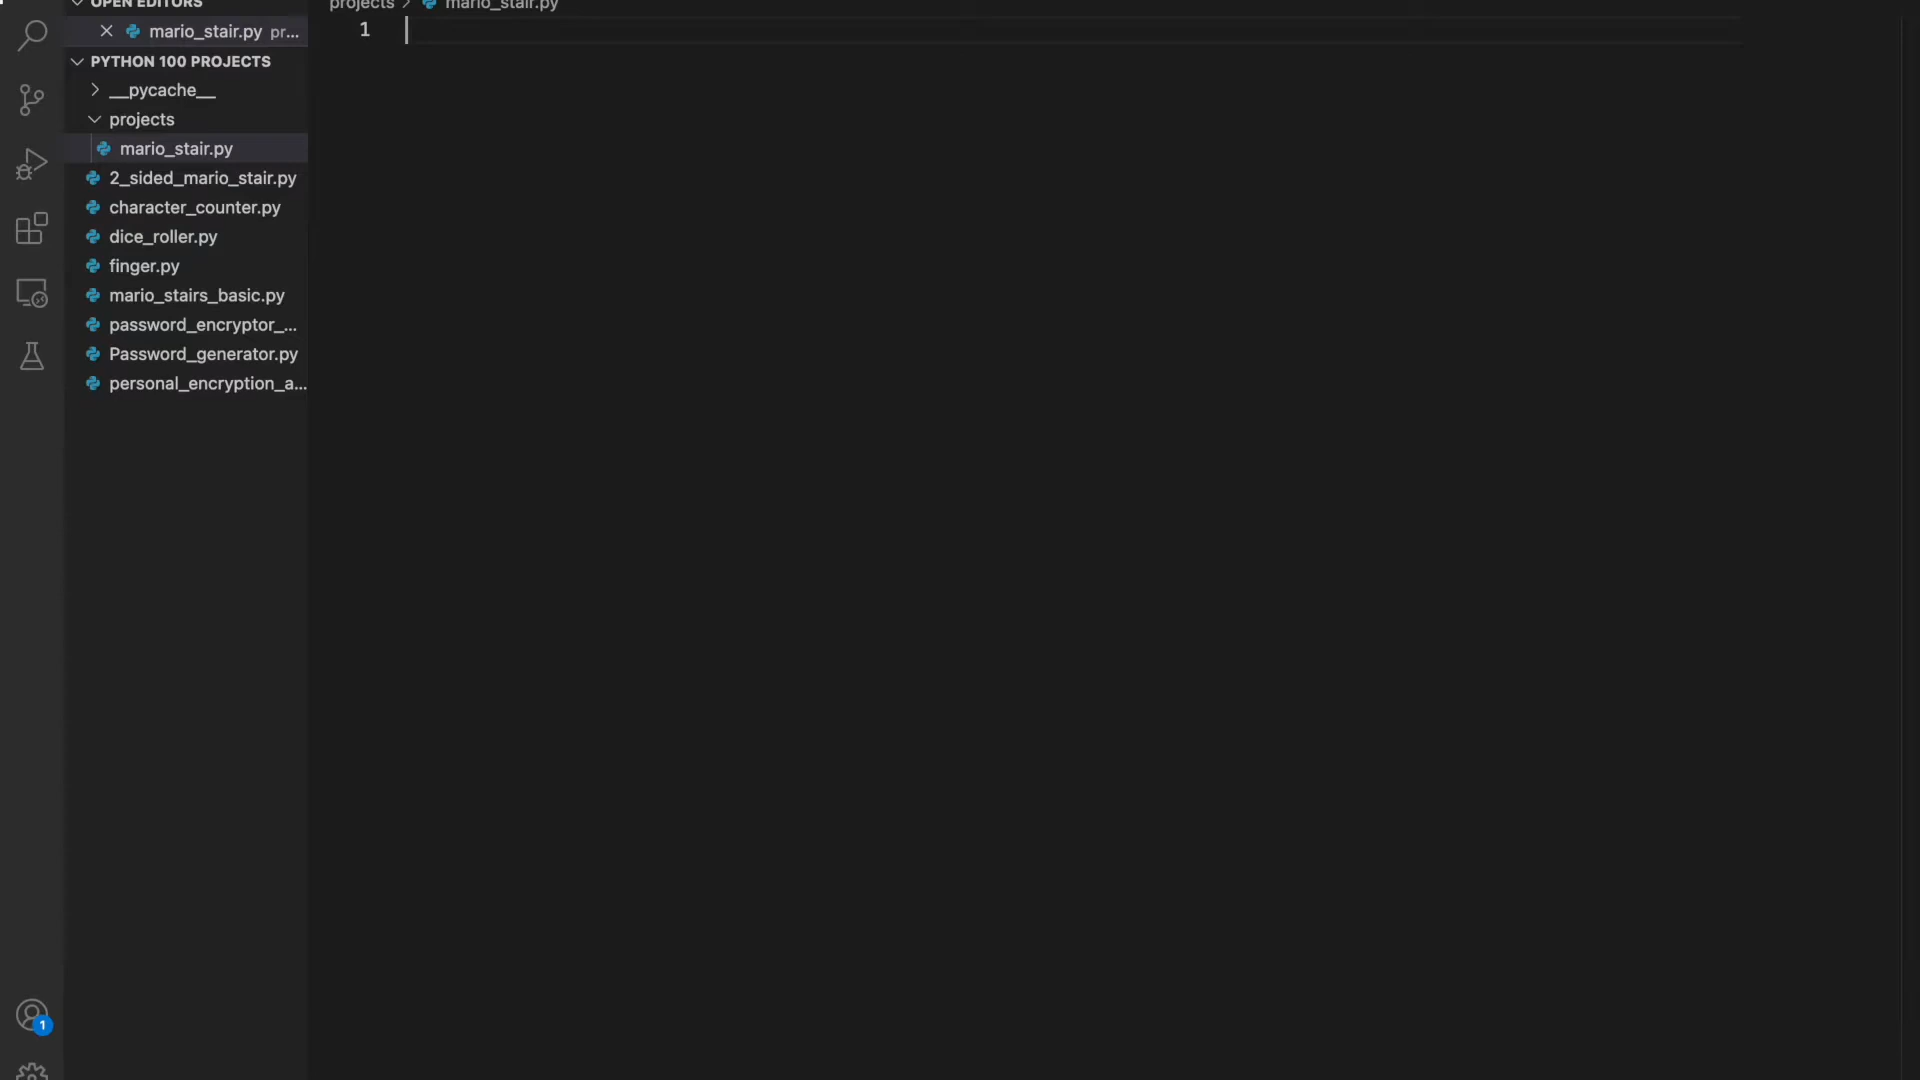 OPEN EDITORS
mario_stair.py pr...
PYTHON 100 PROJECTS
__pycache__
projects
mario_stair.py
2_sided_mario_stair.py
character_counter.py
dice_roller.py
finger.py
mario_stairs_basic.py
password_encryptor_...
Password_generator.py
personal_encryption_a...
1
projects > mario_stair.py
1